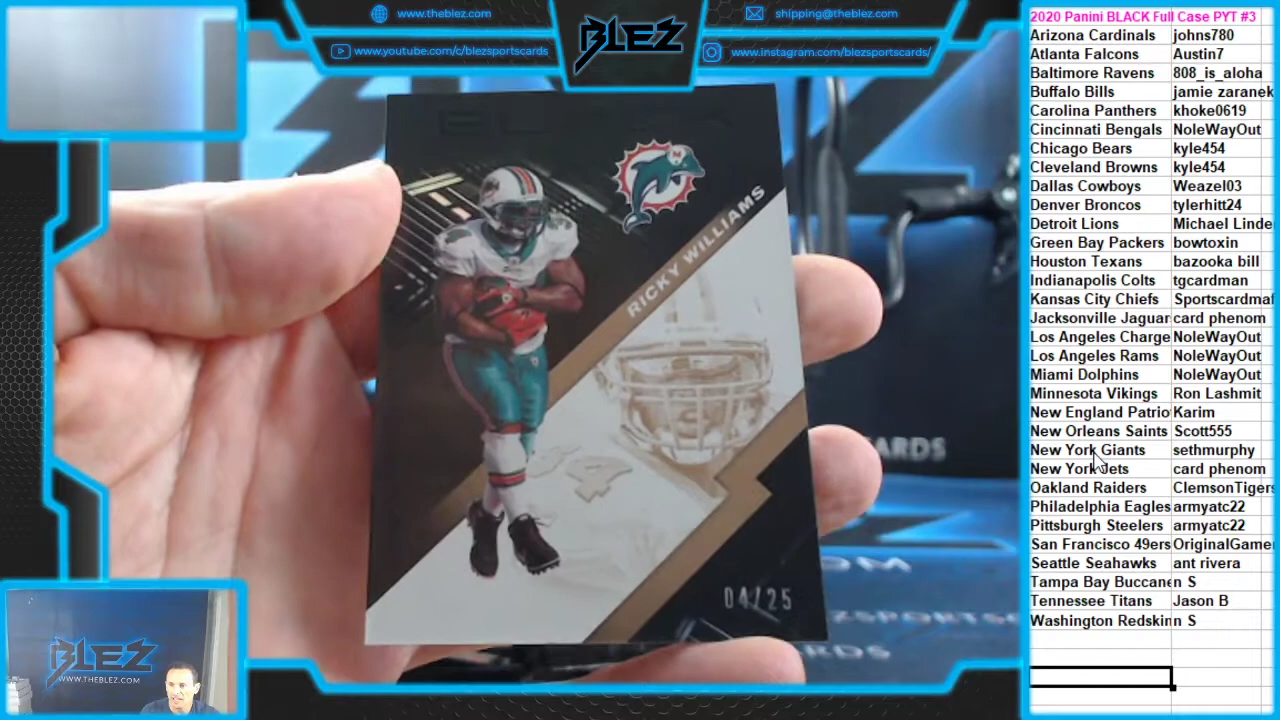 www.theblez.com
www.youtube.com/c/blezsportscards
BLEZ
shipping@theblez.com
www.instagram.com/blezsportscards/
RICKY WILLIAMS
34
04/25
ARDS
OM
BLEZSPORTSC
RDS
BLEZ
WWW.THEBLEZ.COM
2020 Panini BLACK Full Case PYT #3
Arizona Cardinals johns780
Atlanta Falcons Austin7
Baltimore Ravens 808_is_aloha
Buffalo Bills jamie zaranek
Carolina Panthers khoke0619
Cincinnati Bengals NoleWayOut
Chicago Bears kyle454
Cleveland Browns kyle454
Dallas Cowboys Weazel03
Denver Broncos tylerhitt24
Detroit Lions Michael Linde
Green Bay Packers bowtoxin
Houston Texans bazooka bill
Indianapolis Colts tgcardman
Kansas City Chiefs Sportscardma
Jacksonville Jaguar card phenom
Los Angeles Charge NoleWayOut
Los Angeles Rams NoleWayOut
Miami Dolphins NoleWayOut
Minnesota Vikings Ron Lashmit
New England Patrio Karim
New Orleans Saints Scott555
New York Giants sethmurphy
New York Jets card phenom
Oakland Raiders ClemsonTigers
Philadelphia Eagles armyatc22
Pittsburgh Steelers armyatc22
San Francisco 49ers OriginalGame
Seattle Seahawks ant rivera
Tampa Bay Buccanen S
Tennessee Titans Jason B
Washington Redskin S